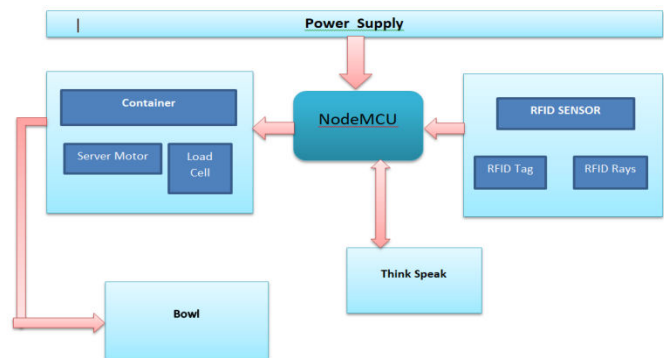 Power Supply
Container
Server Motor
Load
Cell
NodeMCU
RFID SENSOR
RFID Tag
RFID Rays
Think Speak
Bowl